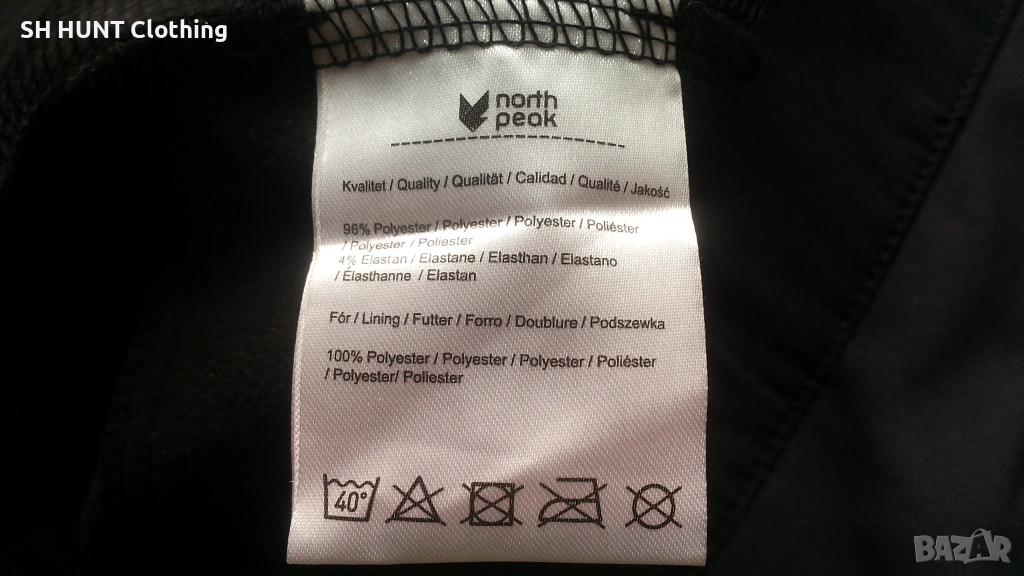 SH HUNT Clothing
north
peak
Kvalitet / Quality / Qualität / Calidad / Qualité / Jakość
96% Polyester / Polyester / Polyester / Poliéster
/ Polyester / Poliester
4% Elastan / Elastane / Elasthan / Elastano
/ Élasthanne / Elastan
Fór / Lining / Futter / Forro / Doublure / Podszewka
100% Polyester / Polyester / Polyester / Poliéster
/ Polyester/ Poliester
40°
BAZAR